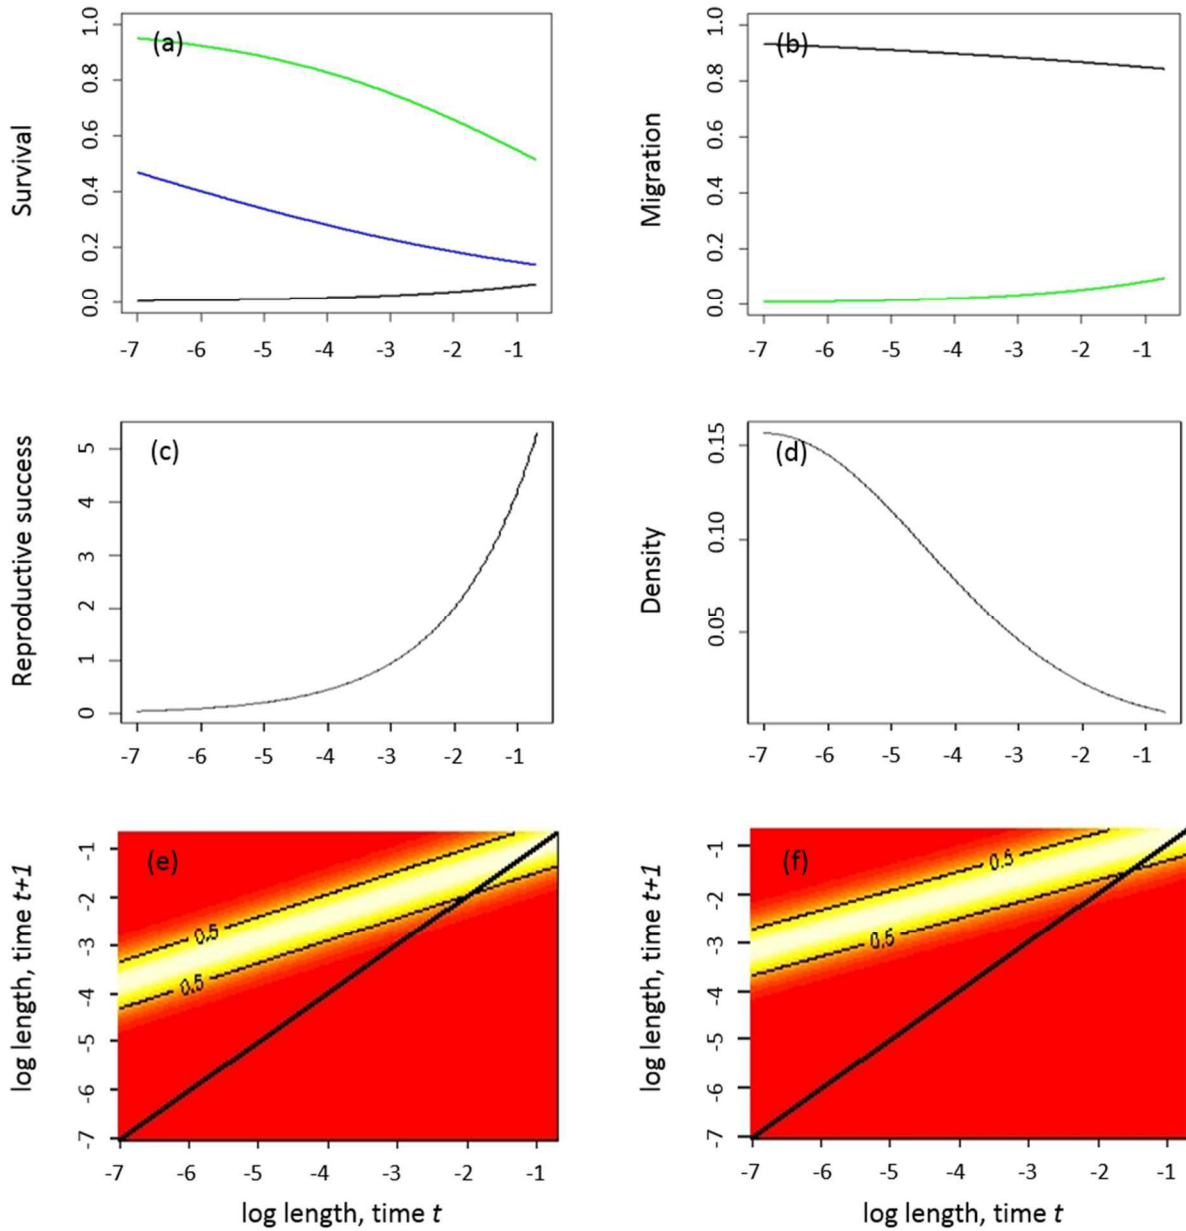 (a)
Survival
1.0
0.8
0.6
0.4
0.2
0.0
-7 -6 -5 -4 -3 -2 -1
(b)
Migration
1.0
0.8
0.6
0.4
0.2
0.0
-7 -6 -5 -4 -3 -2 -1
(c)
Reproductive success
5
4
3
2
1
0
-7 -6 -5 -4 -3 -2 -1
(d)
Density
0.15
0.10
0.05
-7 -6 -5 -4 -3 -2 -1
(e)
log length, time t+1
-1
-2
-3
-4
-5
-6
-7
0.5
0.5
-7 -6 -5 -4 -3 -2 -1
log length, time t
(f)
log length, time t+1
-1
-2
-3
-4
-5
-6
-7
0.5
0.5
-7 -6 -5 -4 -3 -2 -1
log length, time t